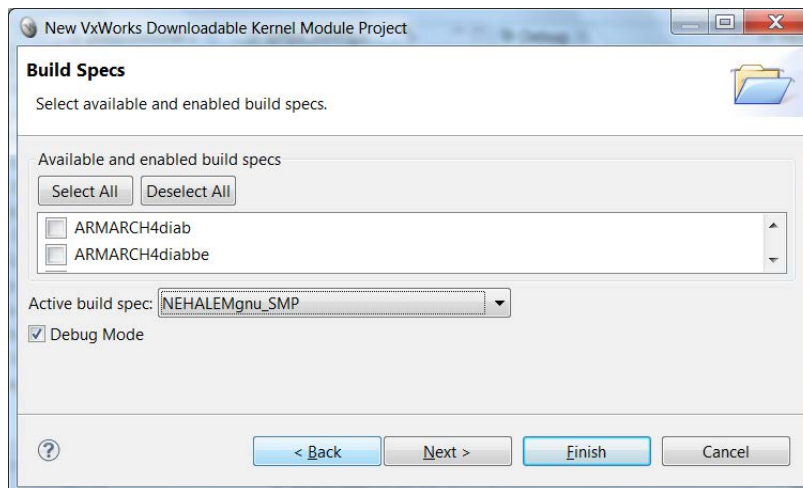 New VxWorks Downloadable Kernel Module Project
Build Specs
Select available and enabled build specs.
Available and enabled build specs
Select All Deselect All
ARMARCH4diab
ARMARCH4diabbe
Active build spec: NEHALEMgnu_SMP
Debug Mode
< Back Next > Finish Cancel